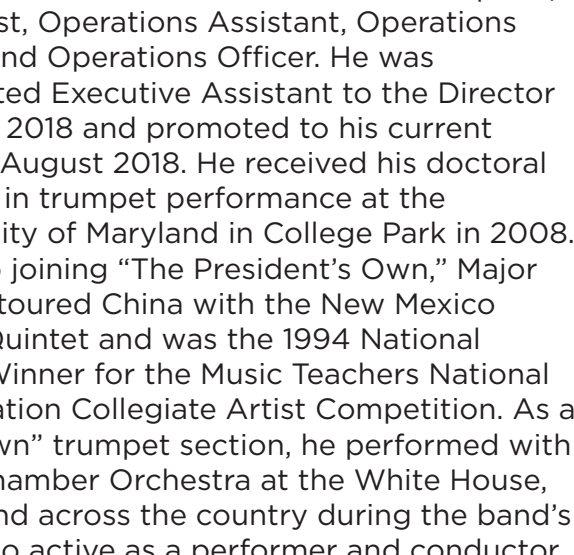 st, Operations Assistant, Operations
nd Operations Officer. He was
ted Executive Assistant to the Director
2018 and promoted to his current
August 2018. He received his doctoral
in trumpet performance at the
ity of Maryland in College Park in 2008.
o joining “The President’s Own,” Major
toured China with the New Mexico
Quintet and was the 1994 National
Winner for the Music Teachers National
ation Collegiate Artist Competition. As a
wn” trumpet section, he performed with
hamber Orchestra at the White House,
nd across the country during the band’s
o active as a performer and conductor